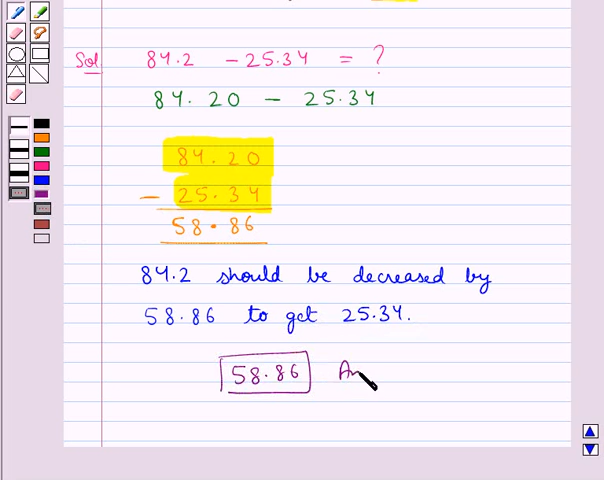 Sol 84.2 - 25.34 = ?
84.20 - 25.34
84.20
- 25.34
58.86
84.2 should be decreased by
58.86 to get 25.34.
58.86 An